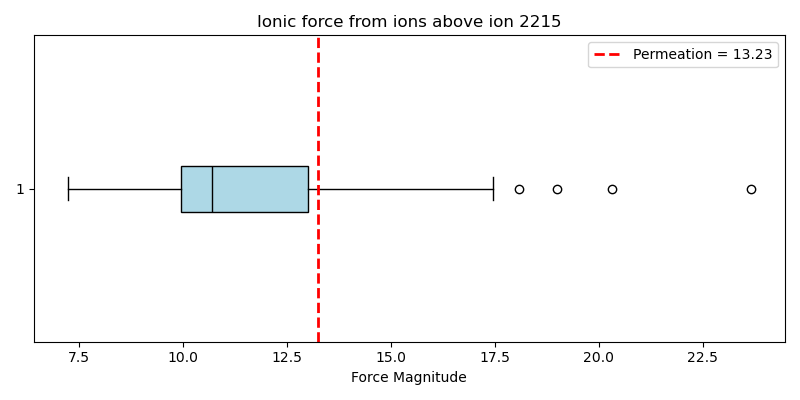 Ionic force from ions above ion 2215
Permeation = 13.23
1
7.5 10.0 12.5 15.0 17.5 20.0 22.5
Force Magnitude